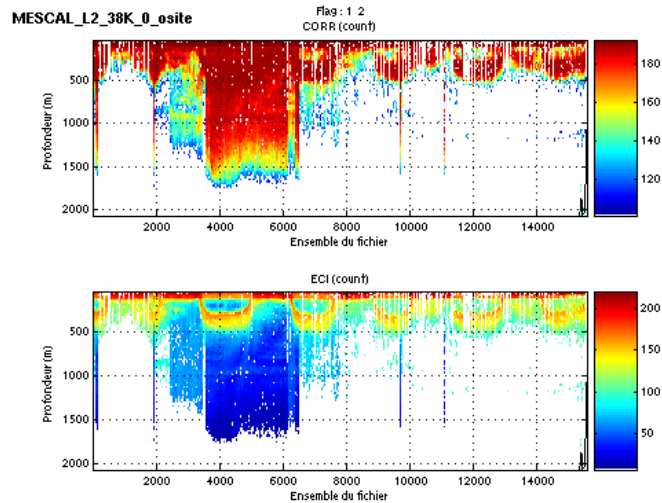 MESCAL_L2_38K_0_osite
Flag : 1 2
CORR (counf)
180
160
140
120
500
1000
1500
2000
Profondeur (m)
2000 4000 6000 8000 10000 12000 14000
Ensemble du fichier
ECI (counf)
200
150
100
50
500
1000
1500
2000
Profondeur (m)
2000 4000 6000 8000 10000 12000 14000
Ensemble du fichier